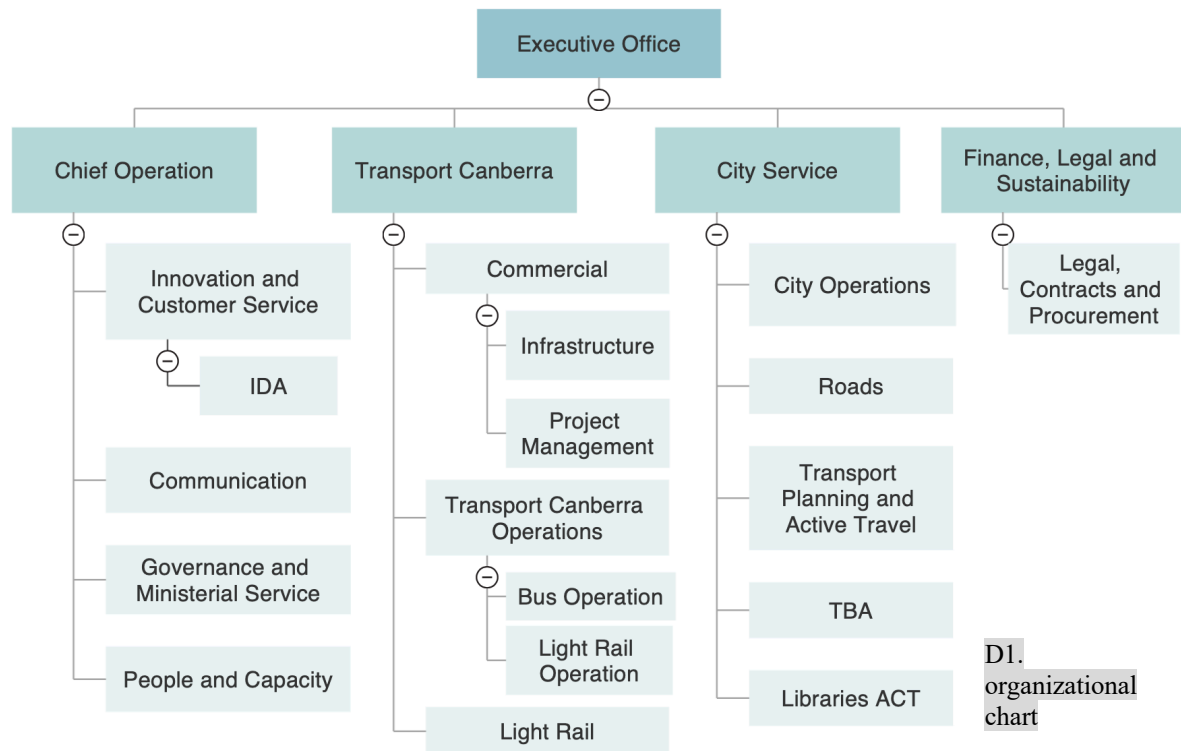 Executive Office
Chief Operation
Transport Canberra
City Service
Finance, Legal and
Sustainability
Innovation and
Customer Service
IDA
Communication
Governance and
Ministerial Service
People and Capacity
Commercial
Infrastructure
Project
Management
Transport Canberra
Operations
Bus Operation
Light Rail
Operation
Light Rail
City Operations
Roads
Transport
Planning and
Active Travel
TBA
Libraries ACT
Legal,
Contracts and
Procurement
D1.
organizational
chart